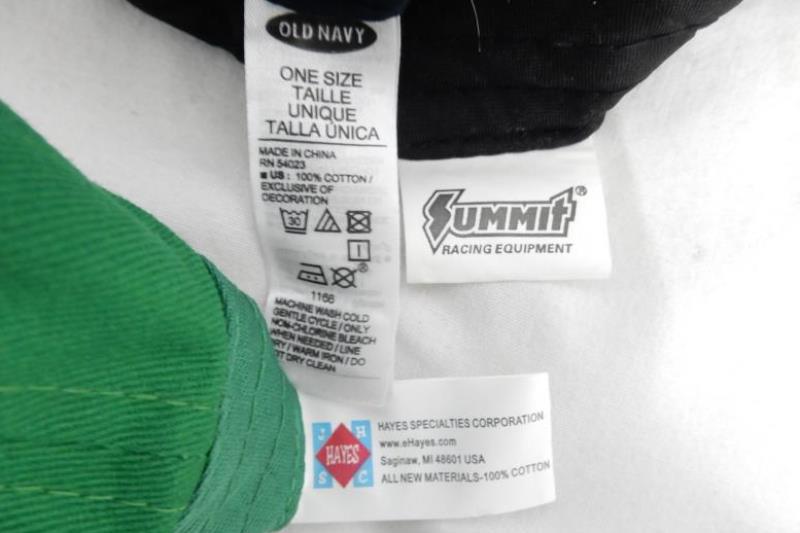 OLD NAVY
ONE SIZE
TAILLE
UNIQUE
TALLA ÚNICA
MADE IN CHINA
RN 54023
US: 100% COTTON /
EXCLUSIVE OF
DECORATION
30
1166
MACHINE WASH COLD
GENTLE CYCLE / ONLY
NON-CHLORINE BLEACH
WHEN NEEDED / LINE
RY / WARM IRON / DO
T DRY CLEAN
SUMMIT®
RACING EQUIPMENT
J H
HAYES
S C
HAYES SPECIALTIES CORPORATION
www.eHayes.com
Saginaw, MI 48601 USA
ALL NEW MATERIALS-100% COTTON